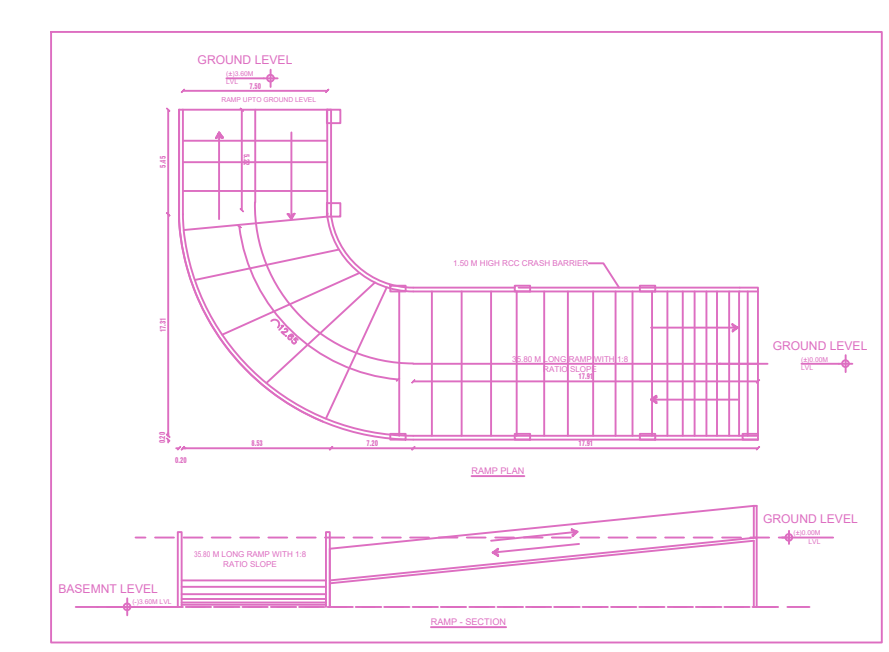 GROUND LEVEL
(±)3.60M
LVL
7.50
RAMP UPTO GROUND LEVEL
5.45
17.31
12.65
1.50 M HIGH RCC CRASH BARRIER
35.80 M LONG RAMP WITH 1:8
RATIO SLOPE
17.91
GROUND LEVEL
(±)0.00M
LVL
0.20
0.20
7.20
17.91
RAMP PLAN
GROUND LEVEL
(±)0.00M
LVL
35.80 M LONG RAMP WITH 1:8
RATIO SLOPE
BASEMNT LEVEL
(-)3.60M LVL
RAMP - SECTION